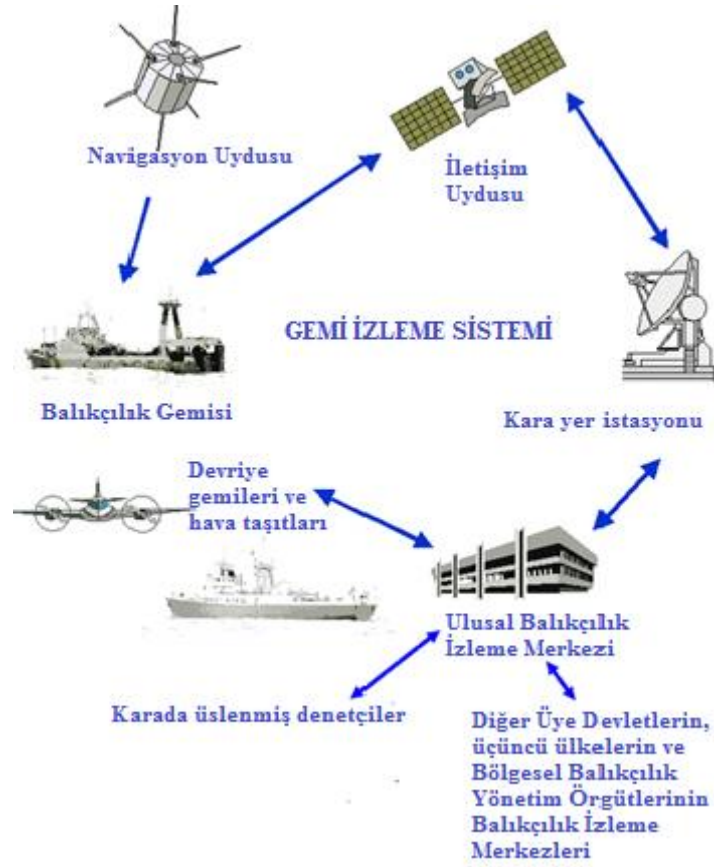 Navigasyon Uydusu
İletişim
Uydusu
GEMİ İZLEME SİSTEMİ
Balıkçılık Gemisi
Kara yer istasyonu
Devriye
gemileri ve
hava taşıtları
Ulusal Balıkçılık
İzleme Merkezi
Karada üslenmiş denetçiler
Diğer Üye Devletlerin,
üçüncü ülkelerin ve
Bölgesel Balıkçılık
Yönetim Örgütlerinin
Balıkçılık İzleme
Merkezleri